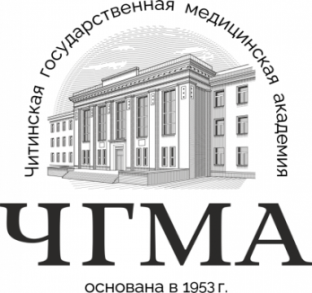 Читинская государственная медицинская академия
ЧГМА
основана в 1953 г.